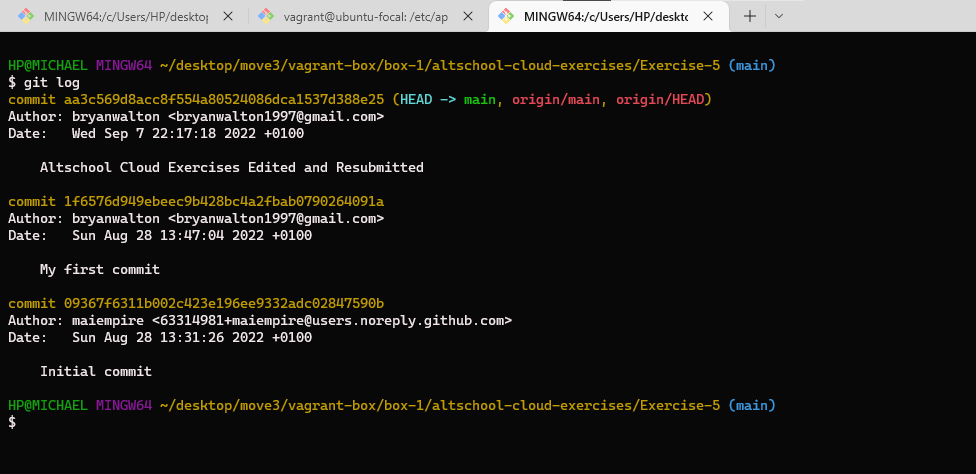 MINGW64:/c/Users/HP/desktop
vagrant@ubuntu-focal: /etc/ap
MINGW64:/c/Users/HP/deskto
HP@MICHAEL MINGW64 ~/desktop/move3/vagrant-box/box-1/altschool-cloud-exercises/Exercise-5 (main)
$ git log
commit aa3c569d8acc8f554a80524086dca1537d388e25 (HEAD -> main, origin/main, origin/HEAD)
Author: bryanwalton <bryanwalton1997@gmail.com>
Date:   Wed Sep 7 22:17:18 2022 +0100
    Altschool Cloud Exercises Edited and Resubmitted
commit 1f6576d949ebeec9b428bc4a2fbab0790264091a
Author: bryanwalton <bryanwalton1997@gmail.com>
Date:   Sun Aug 28 13:47:04 2022 +0100
    My first commit
commit 09367f6311b002c423e196ee9332adc02847590b
Author: maiempire <63314981+maiempire@users.noreply.github.com>
Date:   Sun Aug 28 13:31:26 2022 +0100
    Initial commit
HP@MICHAEL MINGW64 ~/desktop/move3/vagrant-box/box-1/altschool-cloud-exercises/Exercise-5 (main)
$